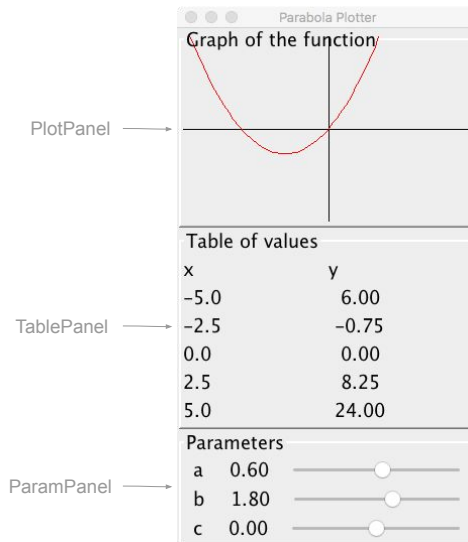 Parabola Plotter
Graph of the function
PlotPanel
Table of values
x y
−5.0 6.00
TablePanel
−2.5 −0.75
0.0 0.00
2.5 8.25
5.0 24.00
Parameters
a 0.60
ParamPanel
b 1.80
c 0.00